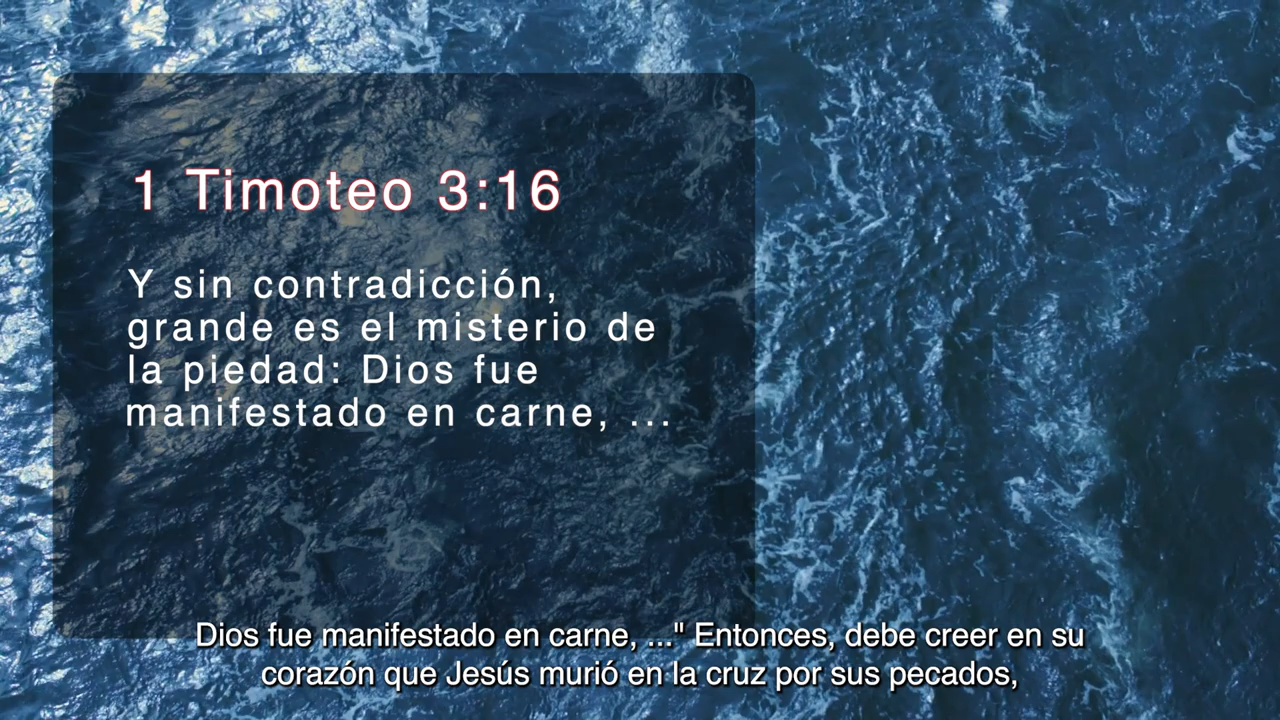 1 Timoteo 3:16
Y sin contradicción,
grande es el misterio de
la piedad: Dios fue
manifestado en carne, ...
Dios fue manifestado en carne, ..." Entonces, debe creer en su
corazón que Jesús murió en la cruz por sus pecados,